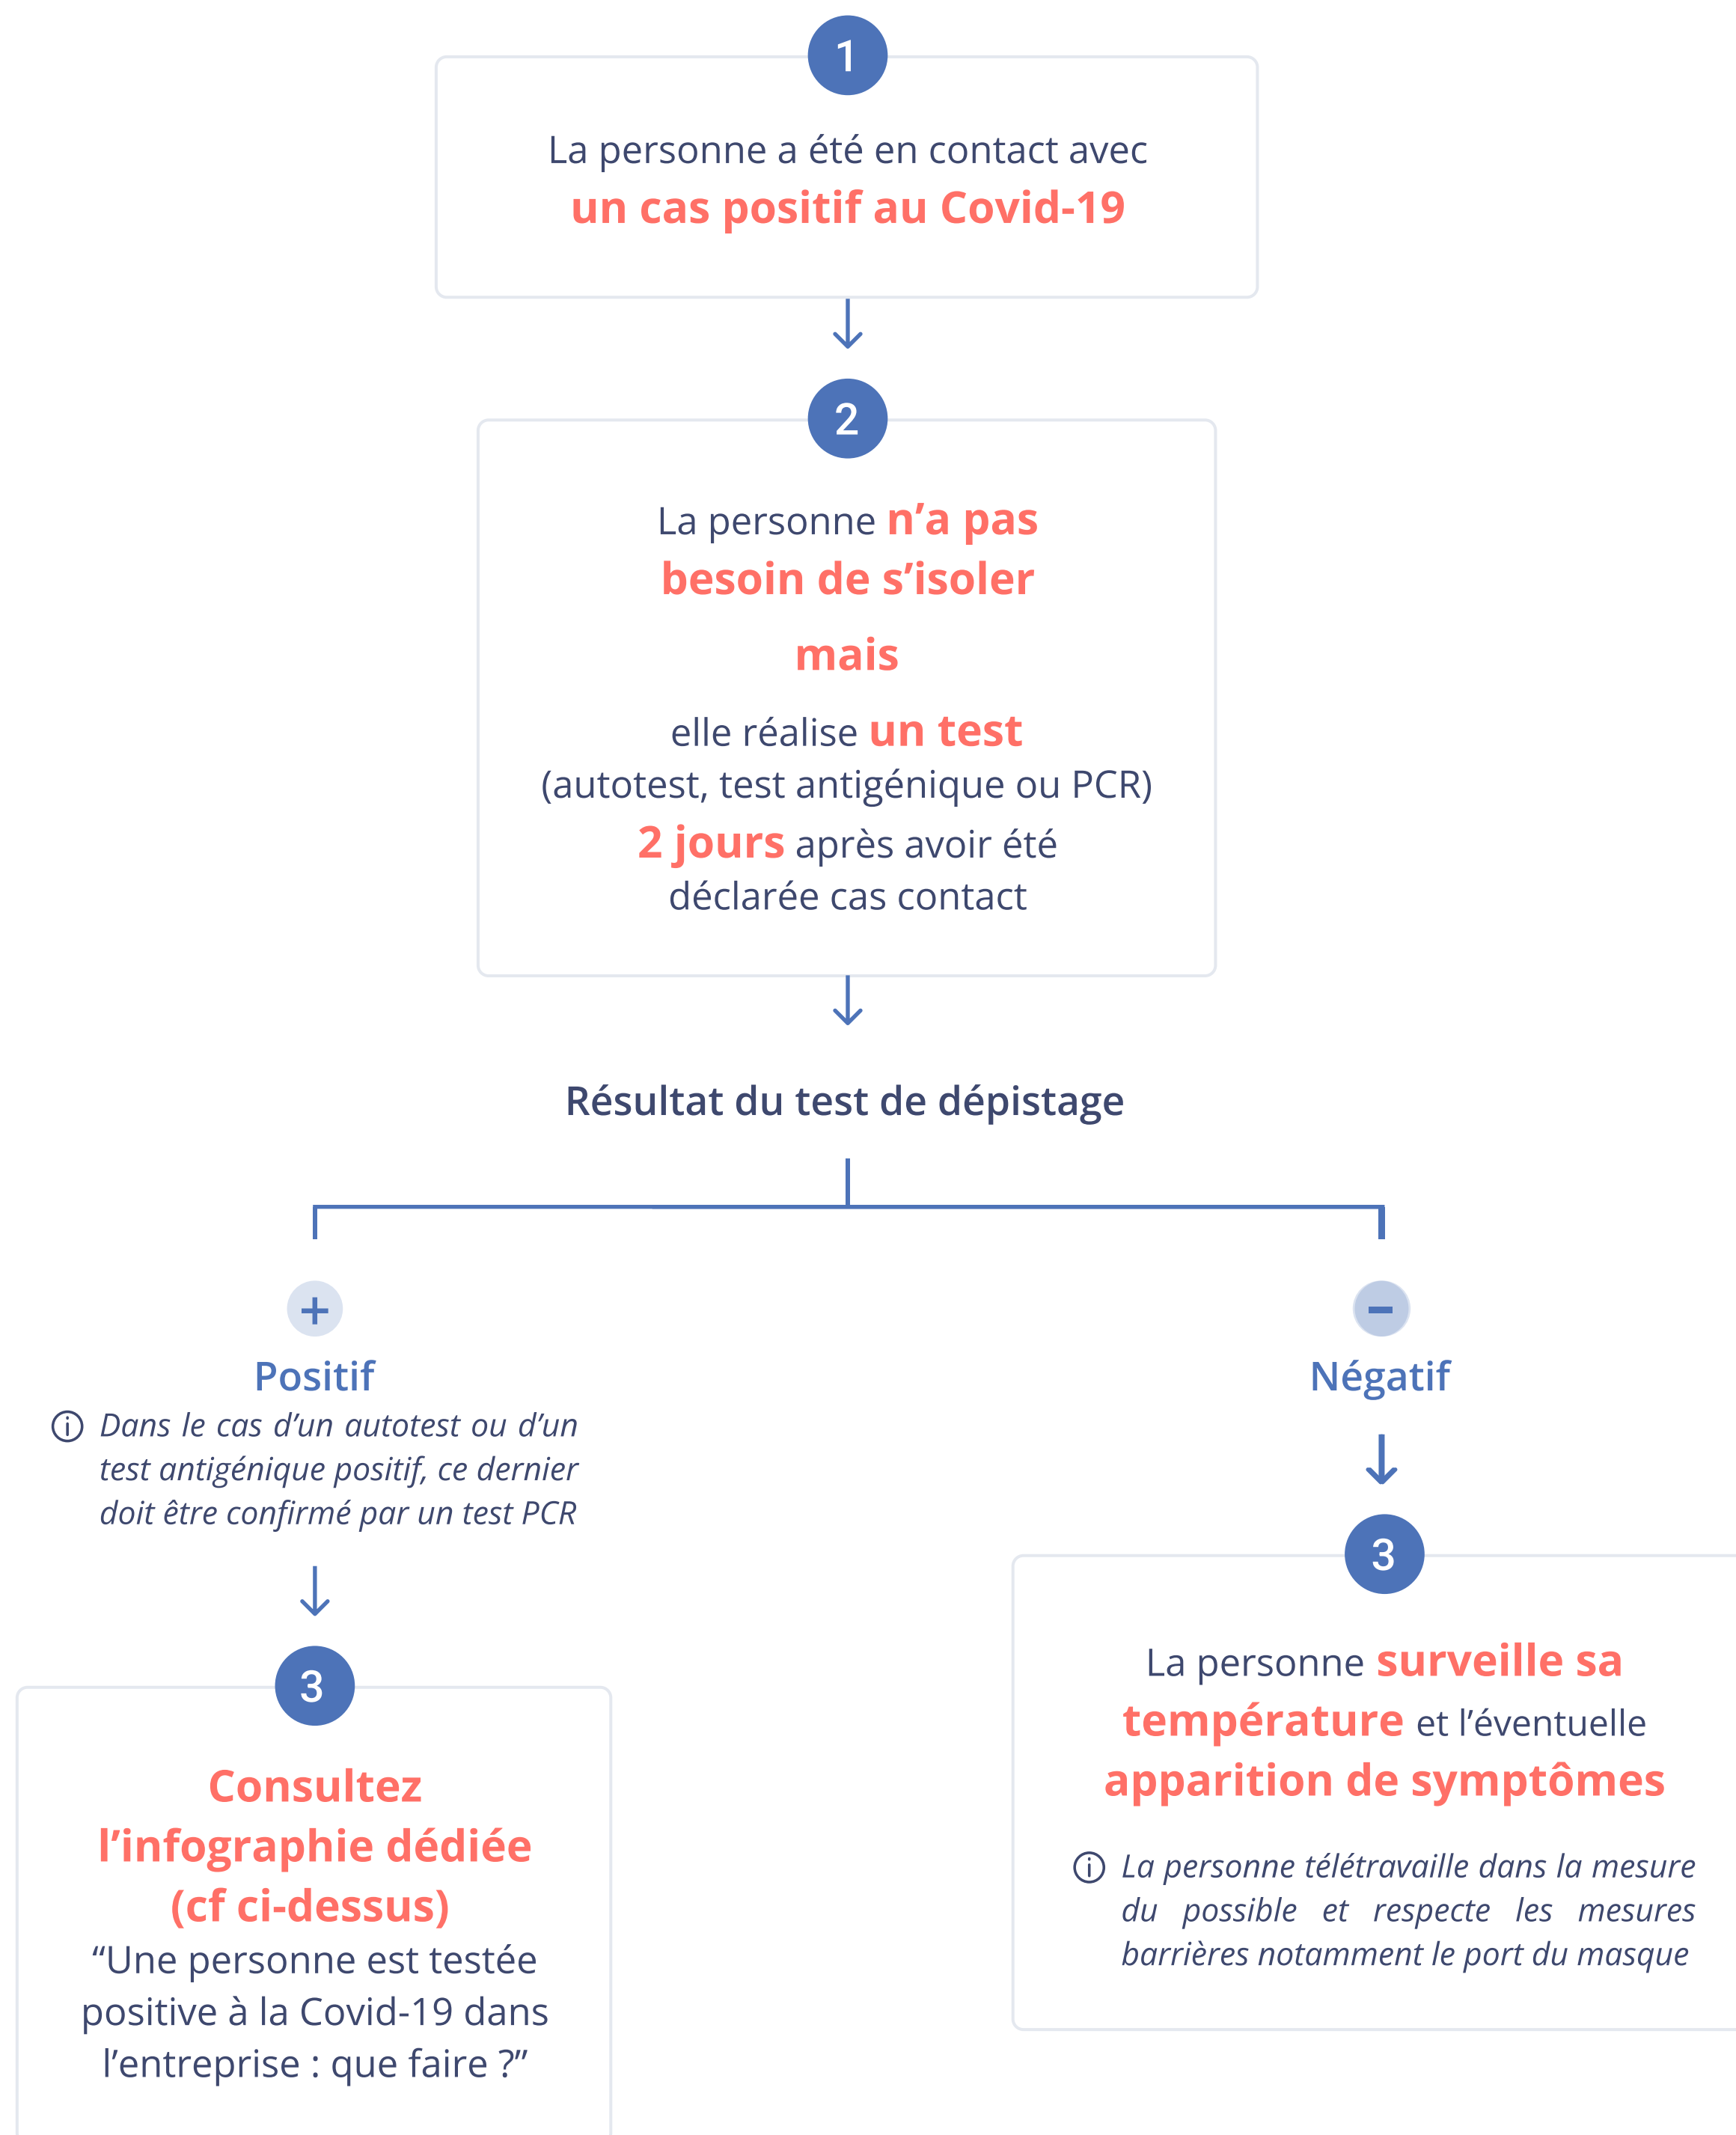 1
La personne a été en contact avec
un cas positif au Covid-19
2
La personne n’a pas
besoin de s’isoler
mais
elle réalise un test
(autotest, test antigénique ou PCR)
2 jours après avoir été
déclarée cas contact
Résultat du test de dépistage
+
Positif
Dans le cas d’un autotest ou d’un
test antigénique positif, ce dernier
doit être confirmé par un test PCR
3
Consultez
l’infographie dédiée
(cf ci-dessus)
“Une personne est testée
positive à la Covid-19 dans
l’entreprise : que faire ?”
−
Négatif
3
La personne surveille sa
température et l’éventuelle
apparition de symptômes
La personne télétravaille dans la mesure
du possible et respecte les mesures
barrières notamment le port du masque